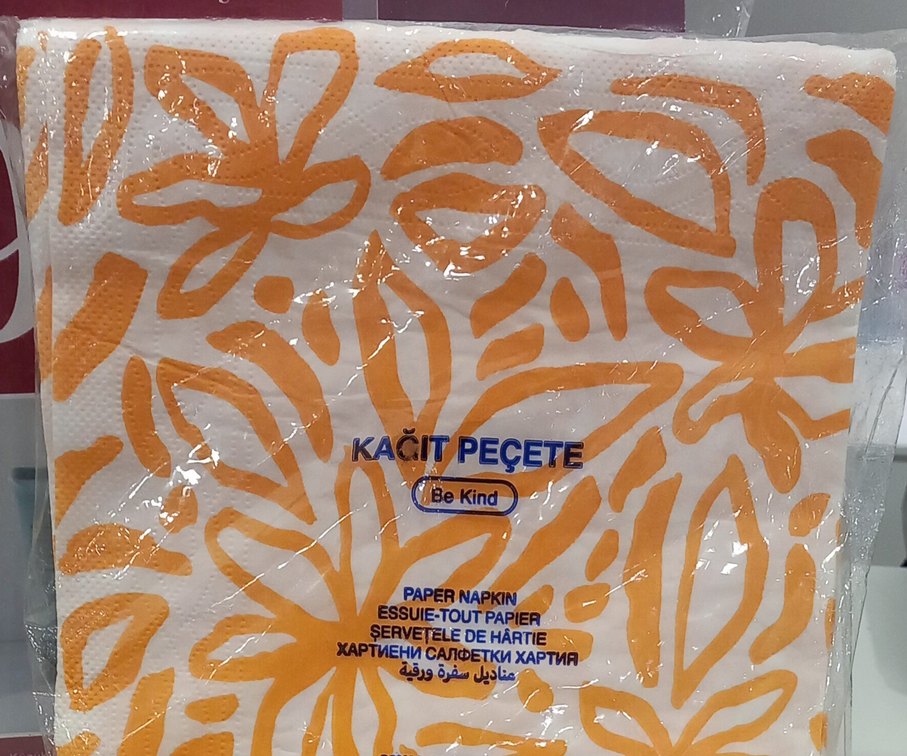 KAĞIT PEÇETE
Be Kind
PAPER NAPKIN
ESSUIE-TOUT PAPIER
ŞERVEŢELE DE HÂRTIE
ХАРТИЕНИ САЛФЕТКИ ХАРТИЯ
مناديل سفرة ورقية